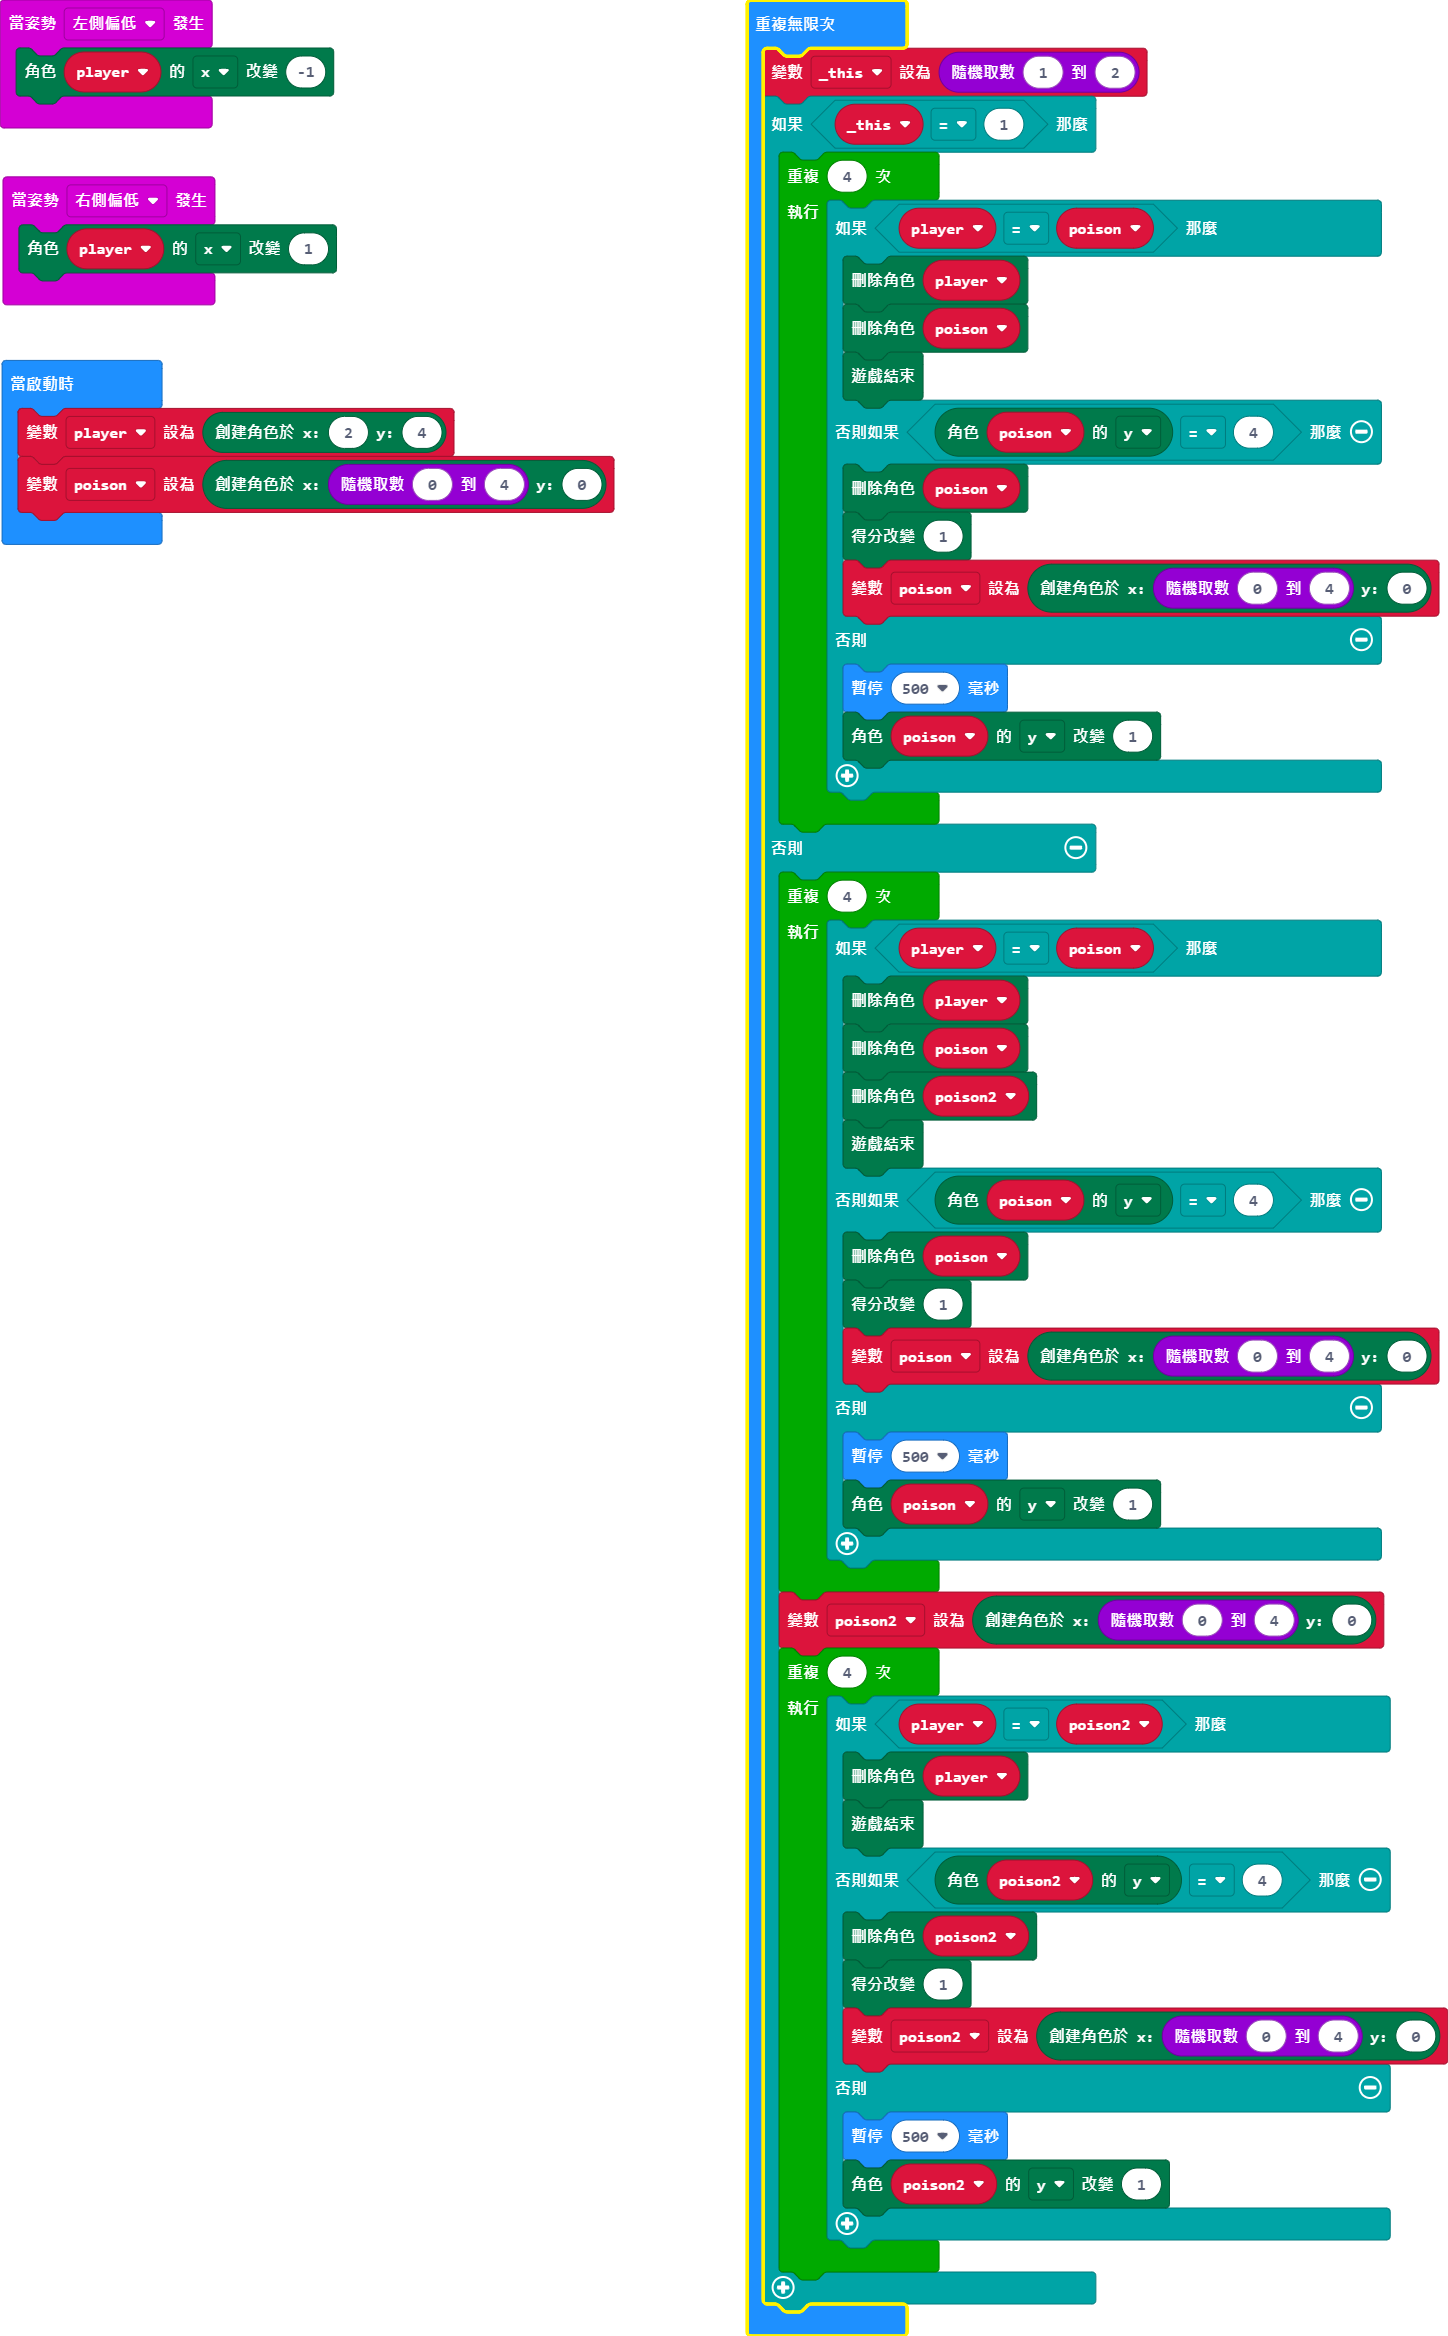 當姿勢 左側偏低 發生
角色 player 的 x 改變 -1
當姿勢 右側偏低 發生
角色 player 的 x 改變 1
當啟動時
變數 player 設為 創建角色於 x: 2 y: 4
變數 poison 設為 創建角色於 x: 隨機取數 0 到 4 y: 0
重複無限次
變數 _this 設為 隨機取數 1 到 2
如果 _this = 1 那麼
重複 4 次
執行 如果 player = poison 那麼
刪除角色 player
刪除角色 poison
遊戲結束
否則如果 角色 poison 的 y = 4 那麼
刪除角色 poison
得分改變 1
變數 poison 設為 創建角色於 x: 隨機取數 0 到 4 y: 0
否則
暫停 500 毫秒
角色 poison 的 y 改變 1
否則
重複 4 次
執行 如果 player = poison 那麼
刪除角色 player
刪除角色 poison
刪除角色 poison2
遊戲結束
否則如果 角色 poison 的 y = 4 那麼
刪除角色 poison
得分改變 1
變數 poison 設為 創建角色於 x: 隨機取數 0 到 4 y: 0
否則
暫停 500 毫秒
角色 poison 的 y 改變 1
變數 poison2 設為 創建角色於 x: 隨機取數 0 到 4 y: 0
重複 4 次
執行 如果 player = poison2 那麼
刪除角色 player
遊戲結束
否則如果 角色 poison2 的 y = 4 那麼
刪除角色 poison2
得分改變 1
變數 poison2 設為 創建角色於 x: 隨機取數 0 到 4 y: 0
否則
暫停 500 毫秒
角色 poison2 的 y 改變 1